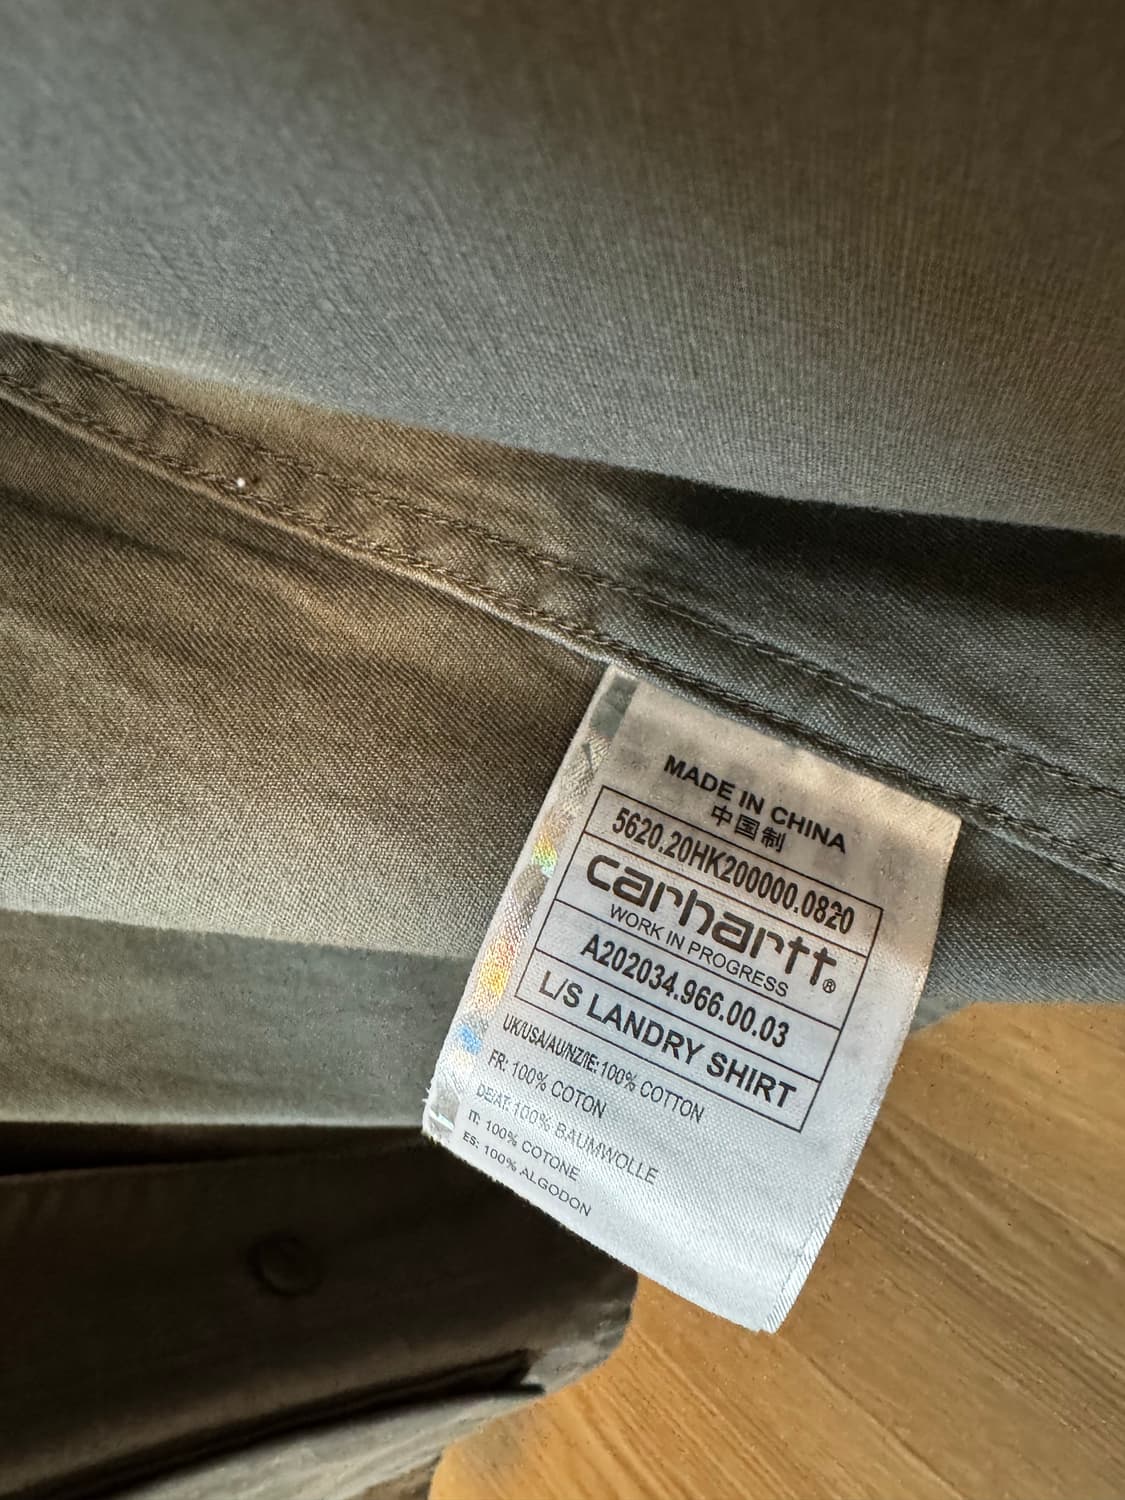 MADE IN CHINA
中国制
5620.20HK200000.0820
carhartt®
WORK IN PROGRESS
A202034.966.00.03
L/S LANDRY SHIRT
UK/USA/AU/NZ/IE:100% COTTON
FR: 100% COTON
DE/AT:100% BAUMWOLLE
IT: 100% COTONE
ES: 100% ALGODON